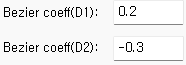 Bezier coeff(D1): 0.2
Bezier coeff(D2): -0.3